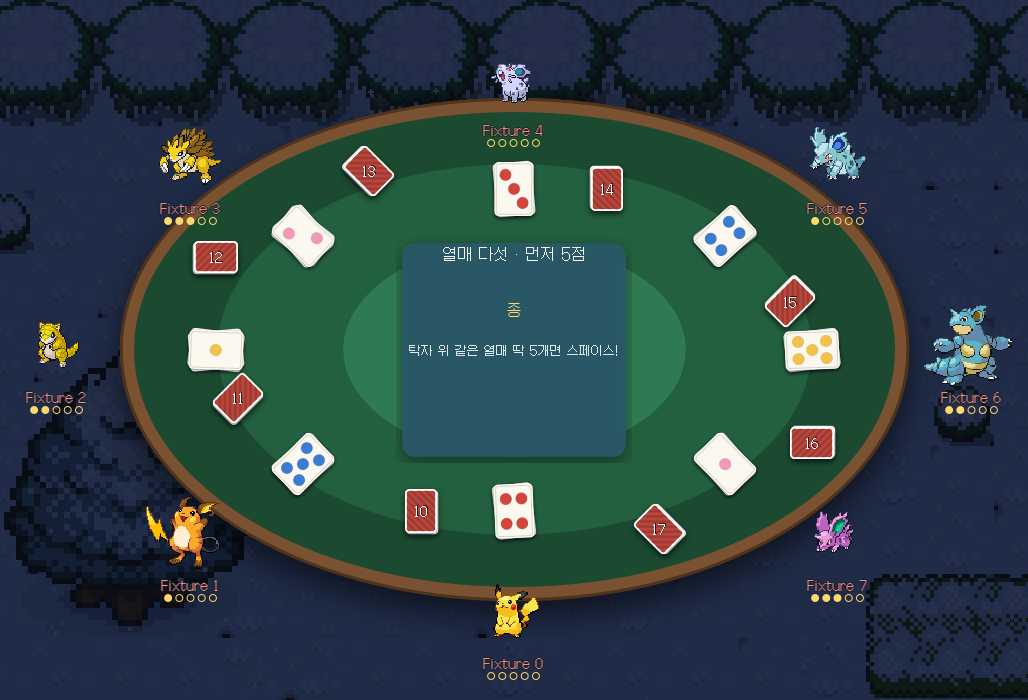 Fixture 4
Fixture 3
Fixture 5
13
14
12
열매 다섯 · 먼저 5점
15
종
탁자 위 같은 열매 딱 5개면 스페이스!
Fixture 2
Fixture 6
11
16
10
17
Fixture 1
Fixture 7
Fixture 0